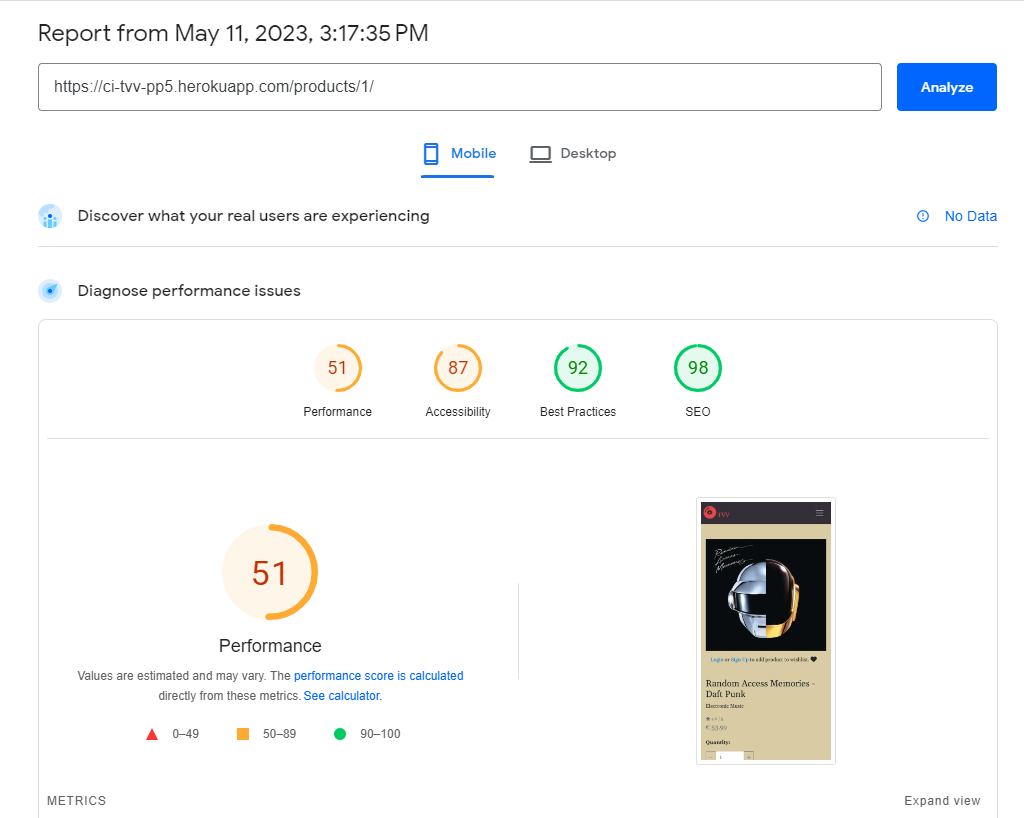 Report from May 11, 2023, 3:17:35 PM
https://ci-tvv-pp5.herokuapp.com/products/1/
Analyze
Mobile
Desktop
Discover what your real users are experiencing
No Data
Diagnose performance issues
51
87
92
98
Performance
Accessibility
Best Practices
SEO
51
Performance
Values are estimated and may vary. The performance score is calculated
directly from these metrics. See calculator.
0–49
50–89
90–100
TVV
Random
Access
Memories
Login or Sign Up to add product to wishlist.
Random Access Memories -
Daft Punk
Electronic Music
Quantity:
1
METRICS
Expand view